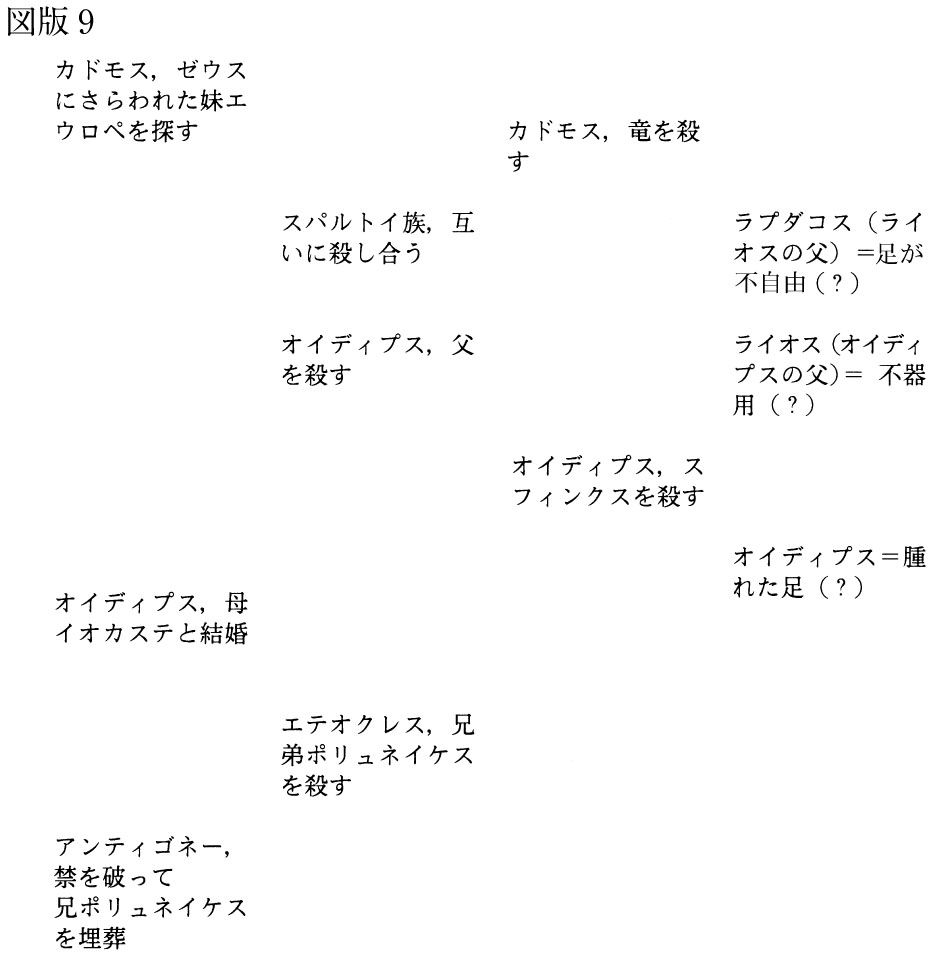 図版 9
カドモス，ゼウス
にさらわれた妹エ
ウロペを探す
カドモス，竜を殺
す
スパルトイ族，互
いに殺し合う
ラプダコス（ライ
オスの父）＝足が
不自由（？）
オイディプス，父
を殺す
ライオス（オイディ
プスの父）＝ 不器
用（？）
オイディプス，ス
フィンクスを殺す
オイディプス＝腫
れた足（？）
オイディプス，母
イオカステと結婚
エテオクレス，兄
弟ポリュネイケス
を殺す
アンティゴネー，
禁を破って
兄ポリュネイケス
を埋葬